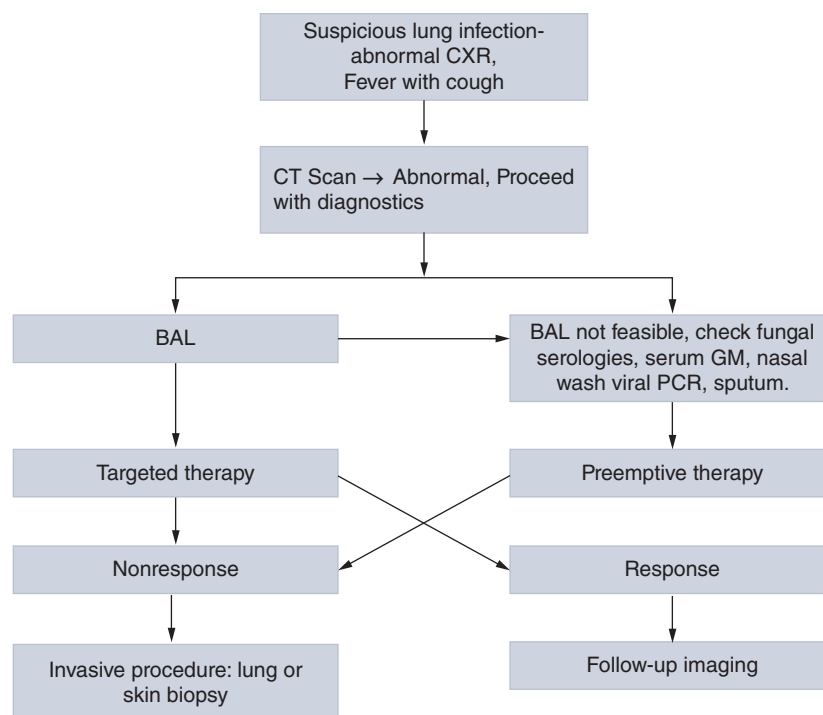 Suspicious lung infection-
abnormal CXR,
Fever with cough
CT Scan → Abnormal, Proceed
with diagnostics
BAL
BAL not feasible, check fungal
serologies, serum GM, nasal
wash viral PCR, sputum.
Targeted therapy
Preemptive therapy
Nonresponse
Response
Invasive procedure: lung or
skin biopsy
Follow-up imaging